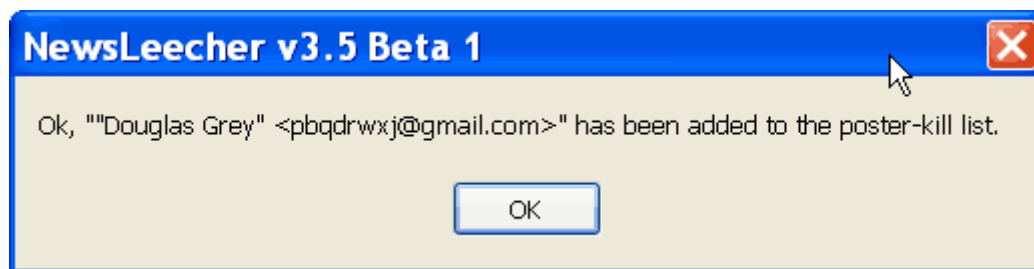 NewsLeecher v3.5 Beta 1
Ok, ""Douglas Grey" <pbqdrwxj@gmail.com>" has been added to the poster-kill list.
OK